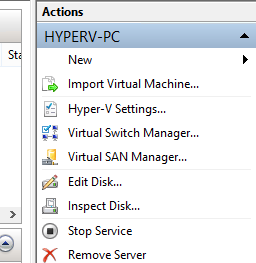 Actions
HYPERV-PC
Sta
New
Import Virtual Machine...
Hyper-V Settings...
Virtual Switch Manager...
Virtual SAN Manager...
Edit Disk...
Inspect Disk...
Stop Service
Remove Server